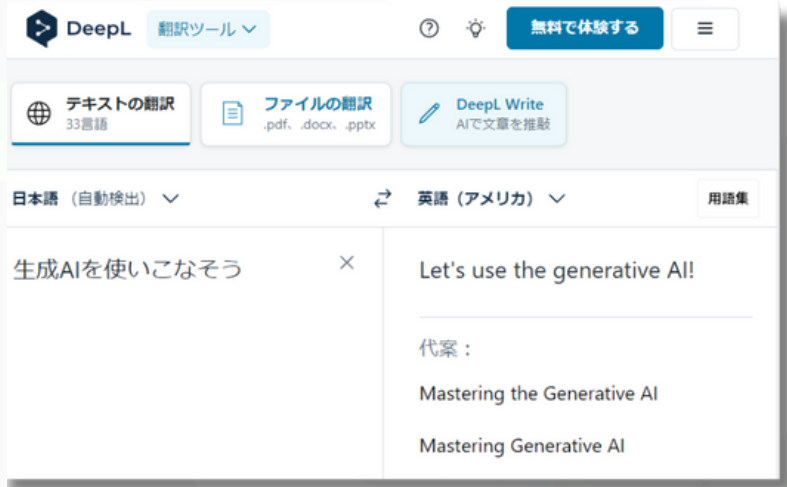 DeepL 翻訳ツール 無料で体験する
テキストの翻訳
33言語
ファイルの翻訳
.pdf、.docx、.pptx
DeepL Write
AIで文章を推敲
日本語 (自動検出) 英語 (アメリカ) 用語集
生成AIを使いこなそう
Let's use the generative AI!
代案：
Mastering the Generative AI
Mastering Generative AI